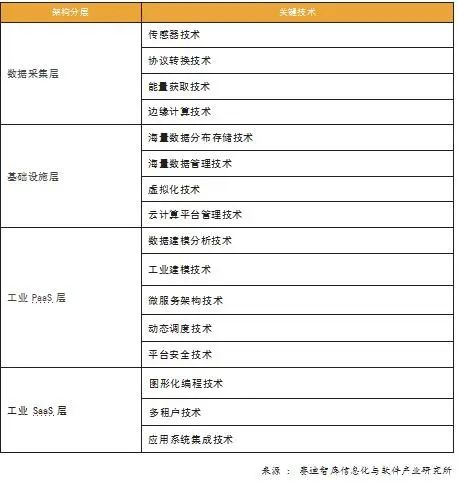 架构分层 关键技术
数据采集层
传感器技术
协议转换技术
能量获取技术
边缘计算技术
基础设施层
海量数据分布存储技术
海量数据管理技术
虚拟化技术
云计算平台管理技术
工业 PaaS 层
数据建模分析技术
工业建模技术
微服务架构技术
动态调度技术
平台安全技术
工业 SaaS 层
图形化编程技术
多租户技术
应用系统集成技术
来源 : 赛迪智库信息化与软件产业研究所